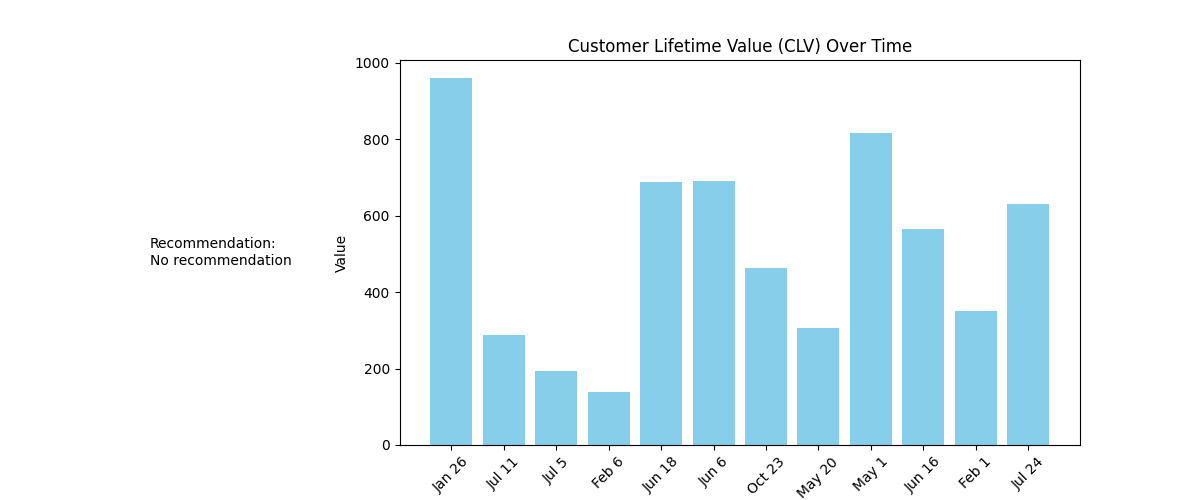 Customer Lifetime Value (CLV) Over Time
1000
800
600
400
200
0
Value
Recommendation:
No recommendation
Jan 26
Jul 11
Jul 5
Feb 6
Jun 18
Jun 6
Oct 23
May 20
May 1
Jun 16
Feb 1
Jul 24